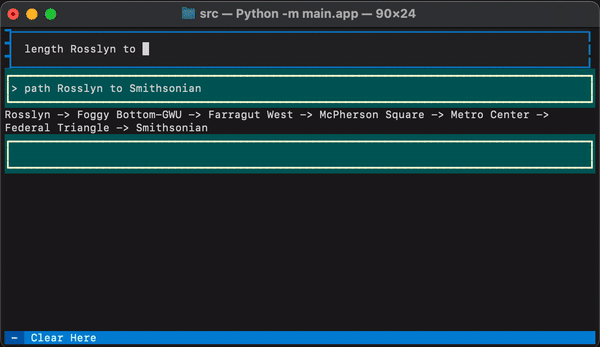 src — Python -m main.app — 90×24
length Rosslyn to
> path Rosslyn to Smithsonian
Rosslyn -> Foggy Bottom-GWU -> Farragut West -> McPherson Square -> Metro Center ->
Federal Triangle -> Smithsonian
- Clear Here